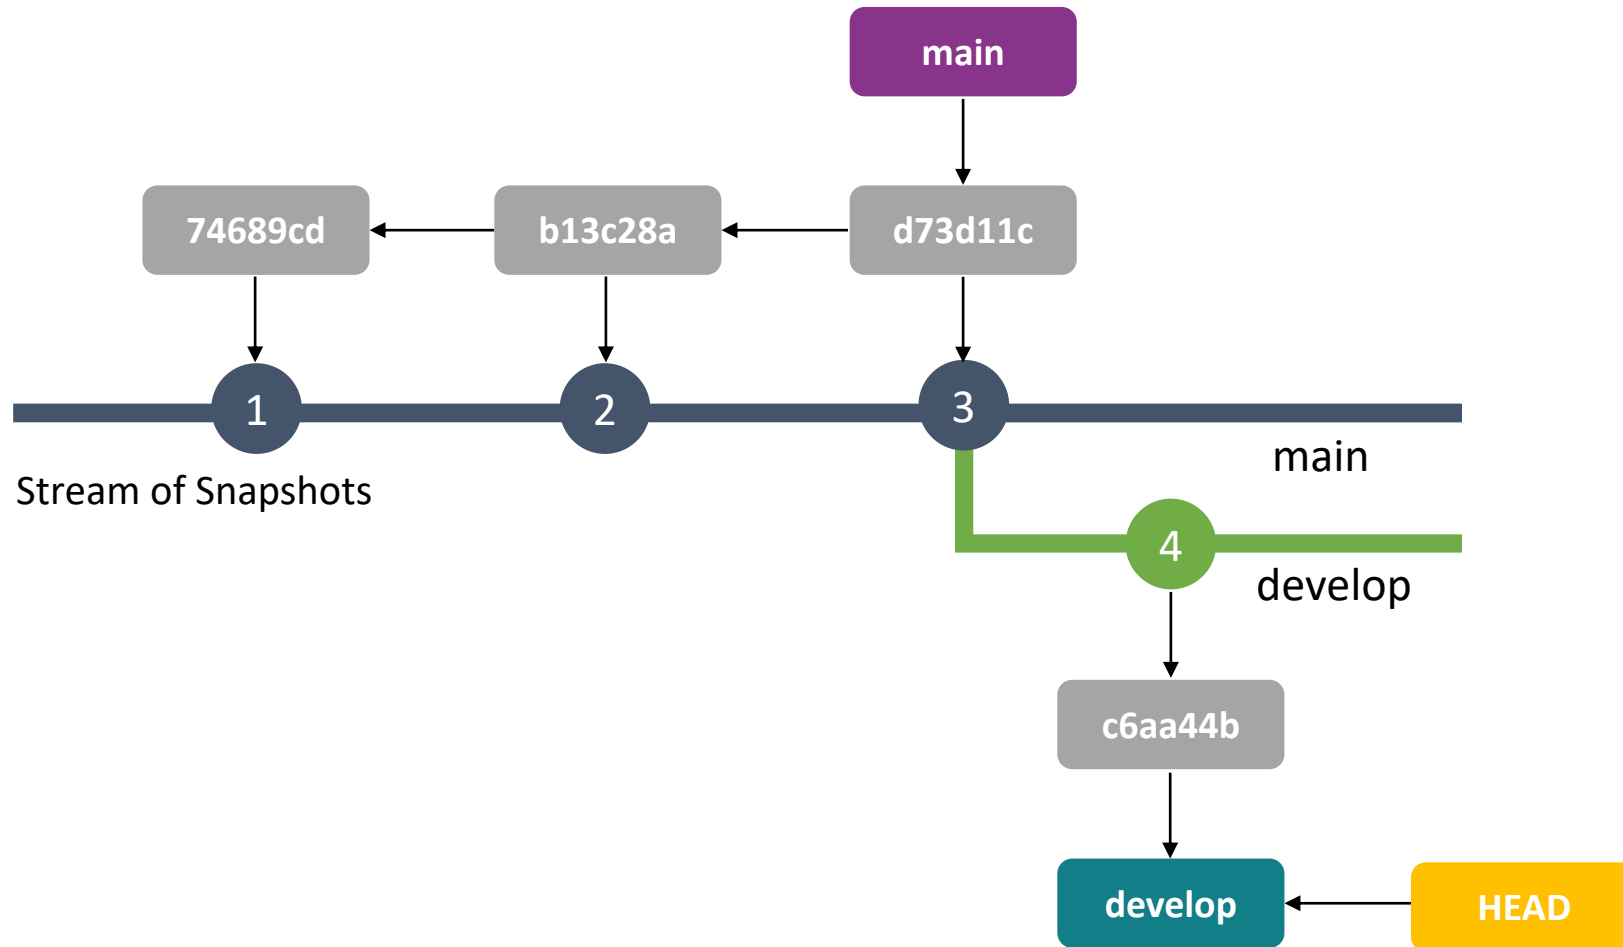 main
74689cd
b13c28a
d73d11c
1
2
3
main
Stream of Snapshots
4
develop
c6aa44b
develop
HEAD